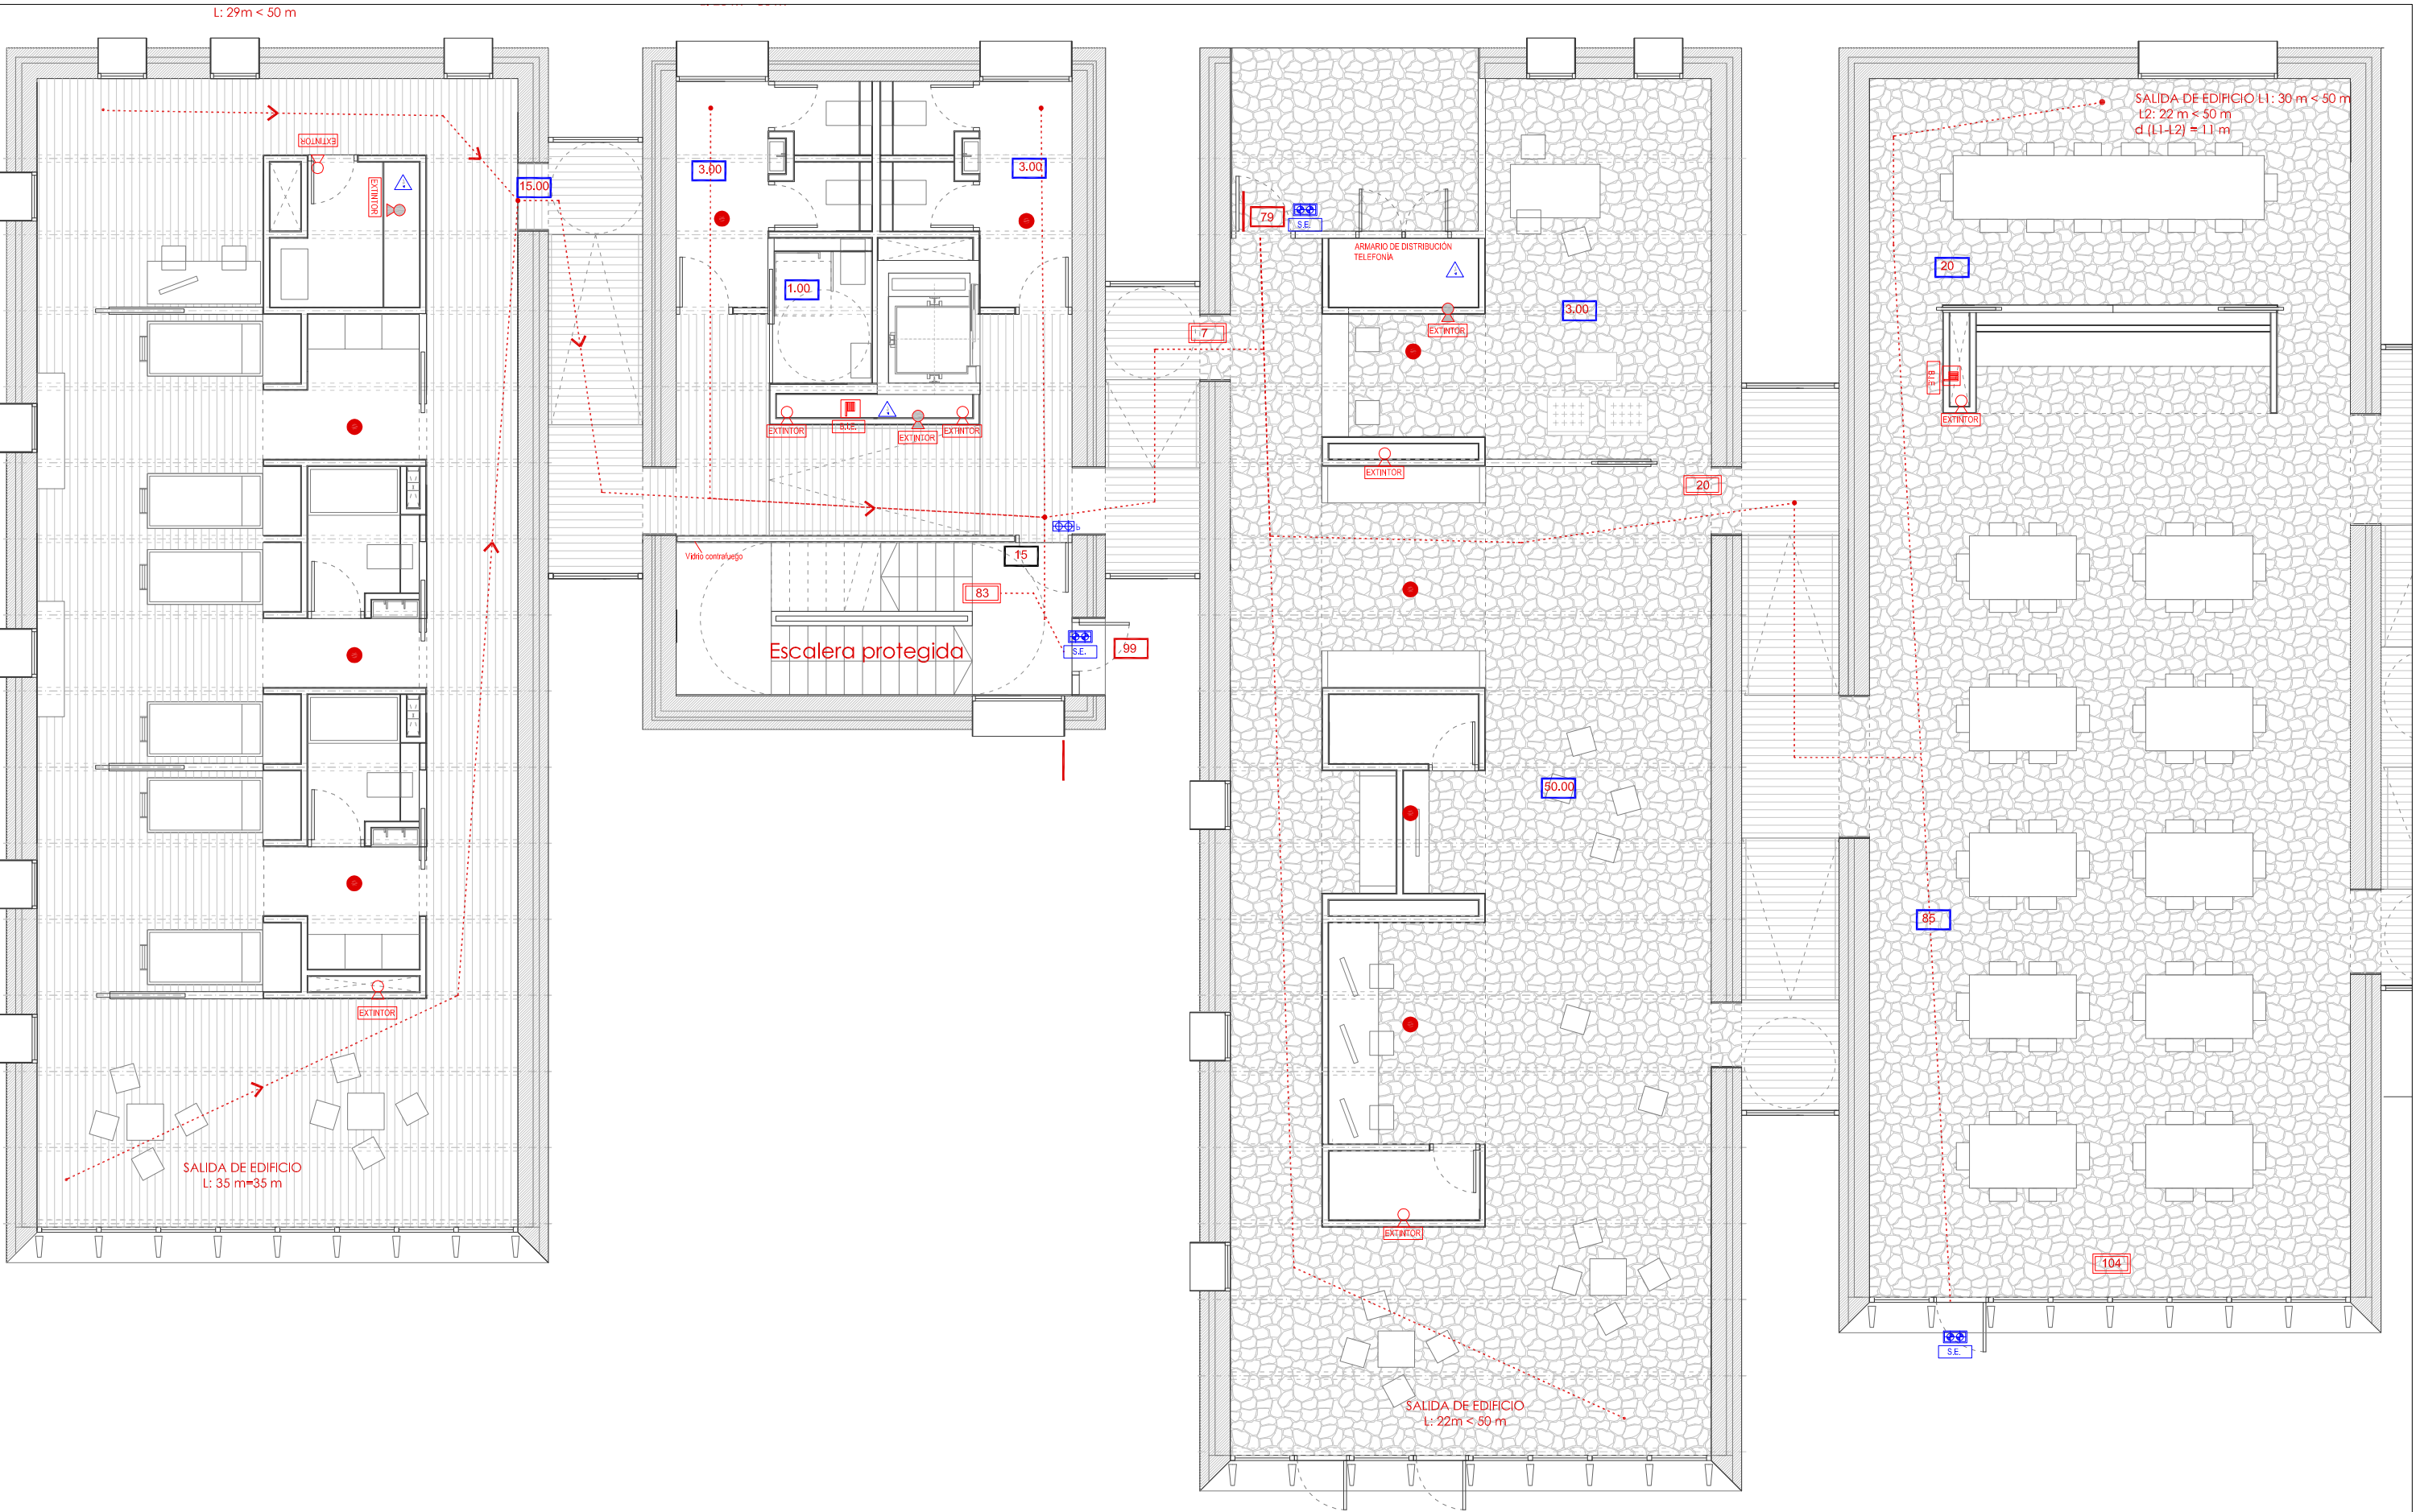 L: 29m < 50 m
SALIDA DE EDIFICIO L1: 30 m < 50 m
L2: 22 m < 50 m
d (L1-L2) = 11 m
EXTINTOR
EXTINTOR
15.00
3.00
3.00
79
S.E.
ARMARIO DE DISTRIBUCIÓN
TELEFONÍA
20
1.00
3.00
7
EXTINTOR
B.I.E.
EXTINTOR
B.I.E.
EXTINTOR
EXTINTOR
EXTINTOR
EXTINTOR
20
Vidrio contrafuego
15
83
Escalera protegida
S.E.
99
50.00
85
EXTINTOR
SALIDA DE EDIFICIO
L: 35 m=35 m
EXTINTOR
104
S.E.
SALIDA DE EDIFICIO
L: 22m < 50 m